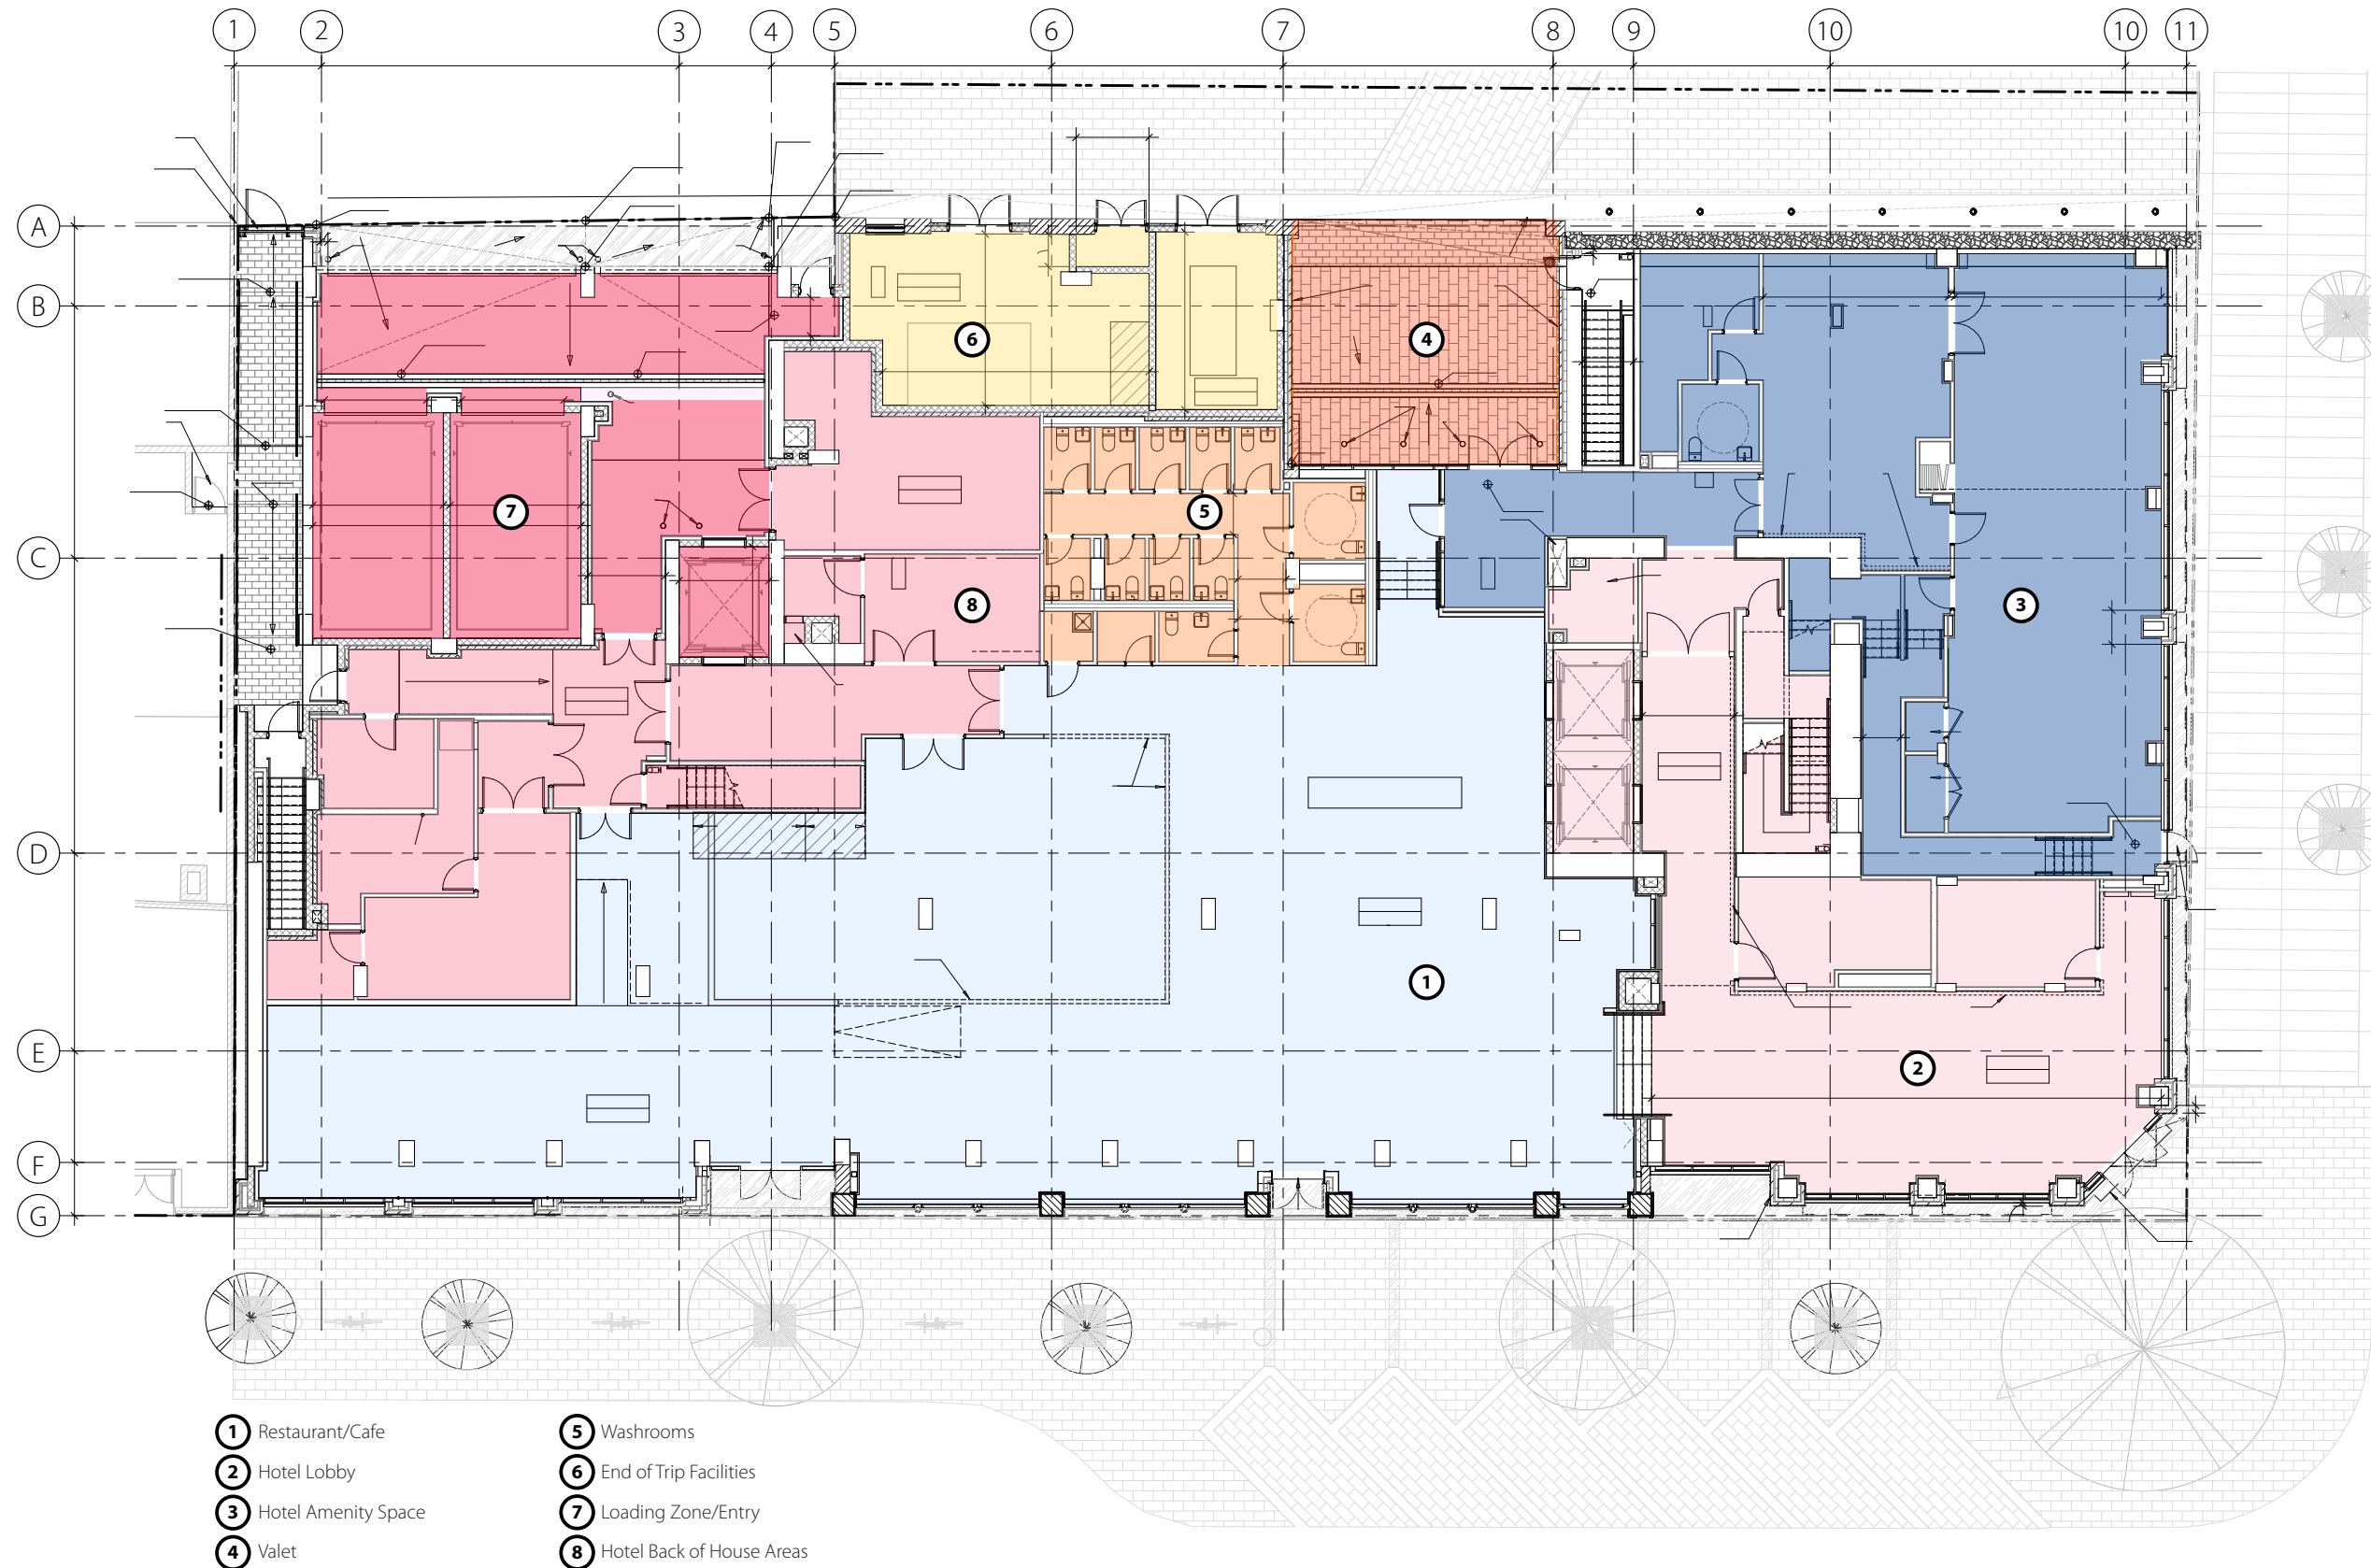 1 2 3 4 5 6 7 8 9 10 10 11
A
B
C
D
E
F
G
6
4
7
5
8
3
1
2
1 Restaurant/Cafe
2 Hotel Lobby
3 Hotel Amenity Space
4 Valet
5 Washrooms
6 End of Trip Facilities
7 Loading Zone/Entry
8 Hotel Back of House Areas